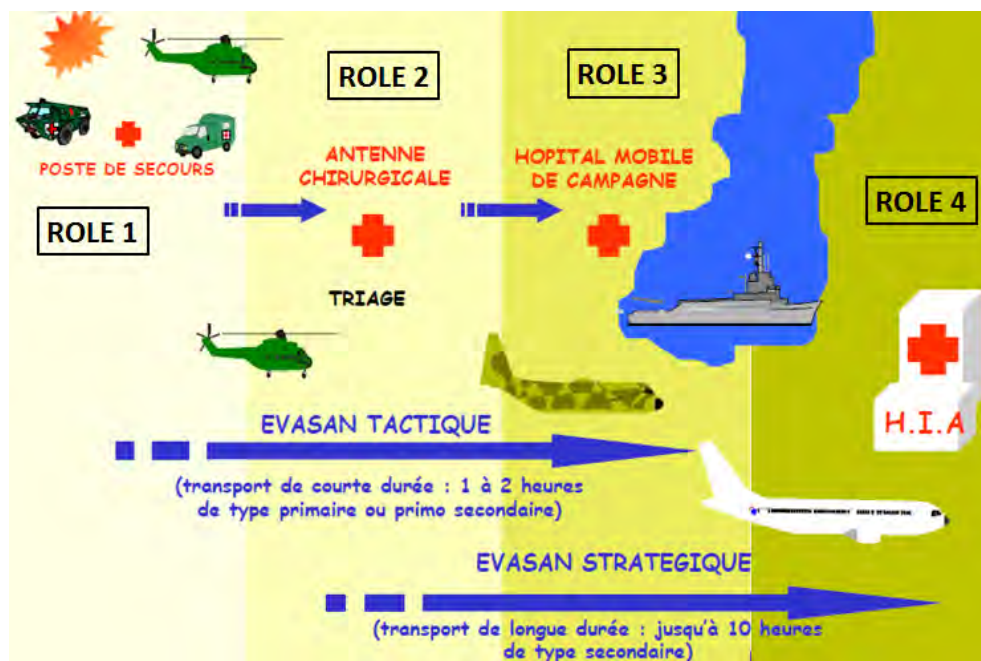 ROLE 1
POSTE DE SECOURS
ROLE 2
ANTENNE
CHIRURGICALE
TRIAGE
ROLE 3
HOPITAL MOBILE
DE CAMPAGNE
ROLE 4
H.I.A
EVASAN TACTIQUE
(transport de courte durée : 1 à 2 heures
de type primaire ou primo secondaire)
EVASAN STRATEGIQUE
(transport de longue durée : jusqu'à 10 heures
de type secondaire)